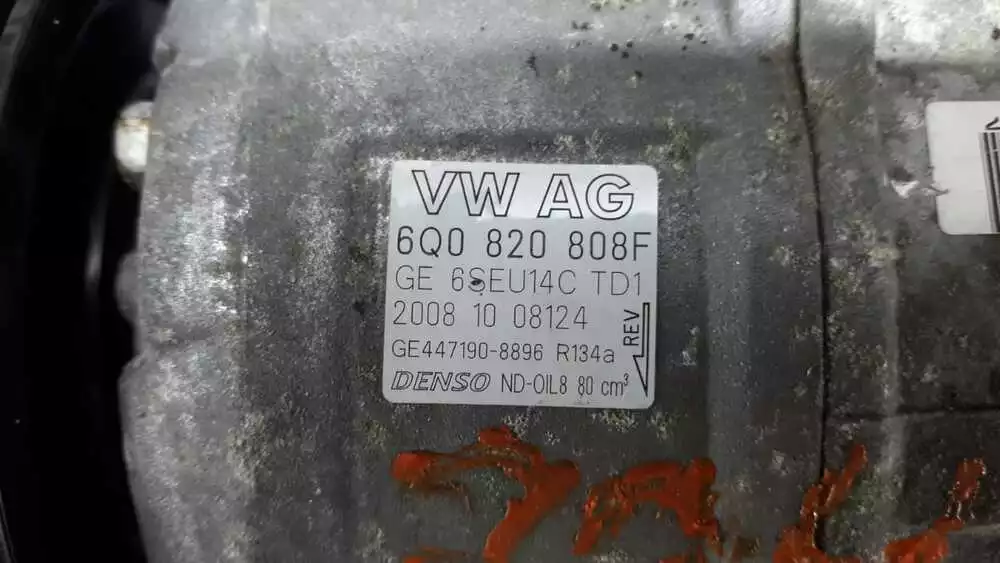 VW AG
6Q0 820 808F
GE 6SEU14C TD1
2008 10 08124
GE447190-8896 R134a
REV
DENSO ND-OIL8 80 cm³